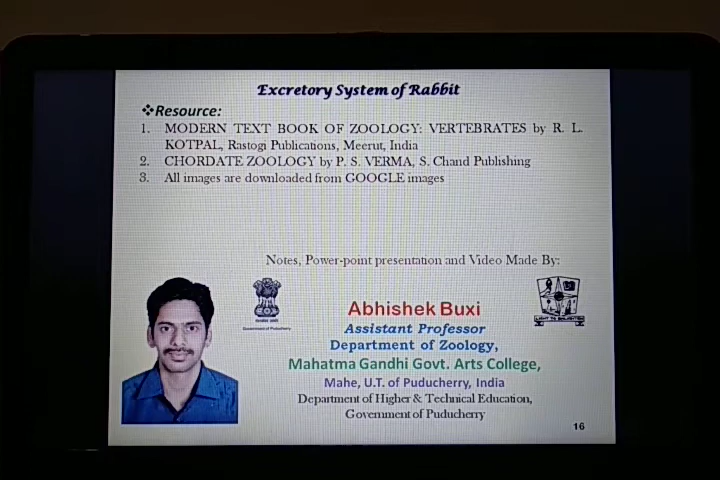 Excretory System of Rabbit
❖Resource:
1. MODERN TEXT BOOK OF ZOOLOGY: VERTEBRATES by R. L.
KOTPAL, Rastogi Publications, Meerut, India
2. CHORDATE ZOOLOGY by P. S. VERMA, S. Chand Publishing
3. All images are downloaded from GOOGLE images
Notes, Power-point presentation and Video Made By:
Government of Puducherry
Abhishek Buxi
Assistant Professor
Department of Zoology,
Mahatma Gandhi Govt. Arts College,
Mahe, U.T. of Puducherry, India
Department of Higher & Technical Education,
Government of Puducherry
16